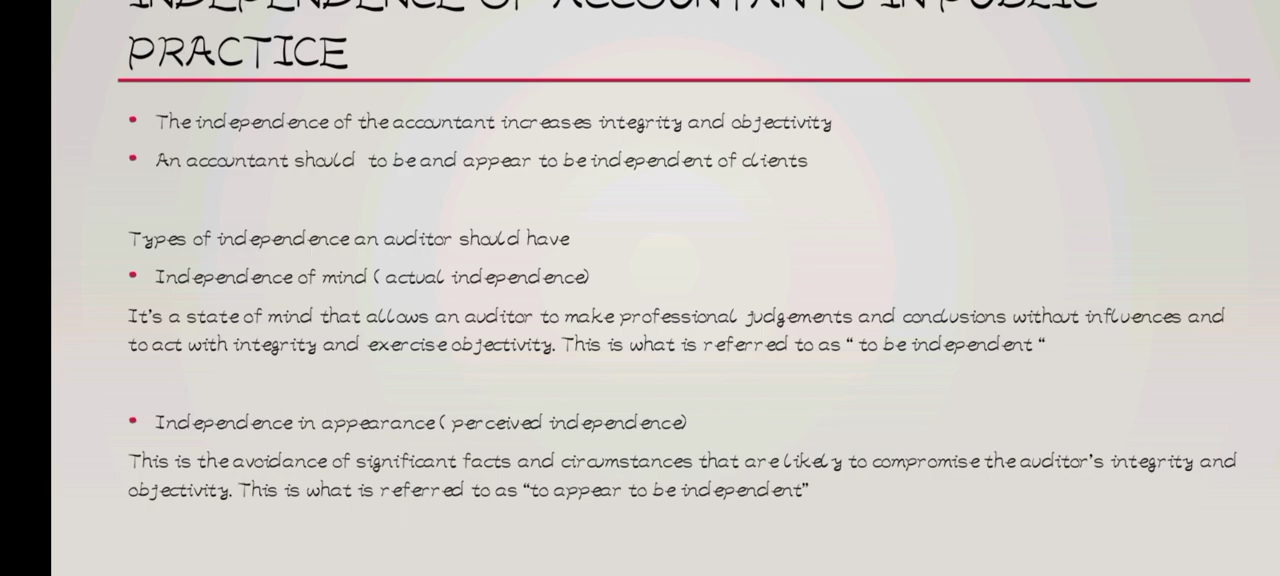 INDEPENDENCE OF ACCOUNTANTS IN PUBLIC
PRACTICE
• The independence of the accountant increases integrity and objectivity
• An accountant should to be and appear to be independent of clients
Types of independence an auditor should have
• Independence of mind ( actual independence)
It's a state of mind that allows an auditor to make professional judgements and conclusions without influences and
to act with integrity and exercise objectivity. This is what is referred to as “ to be independent “
• Independence in appearance ( perceived independence)
This is the avoidance of significant facts and circumstances that are likely to compromise the auditor's integrity and
objectivity. This is what is referred to as “to appear to be independent”